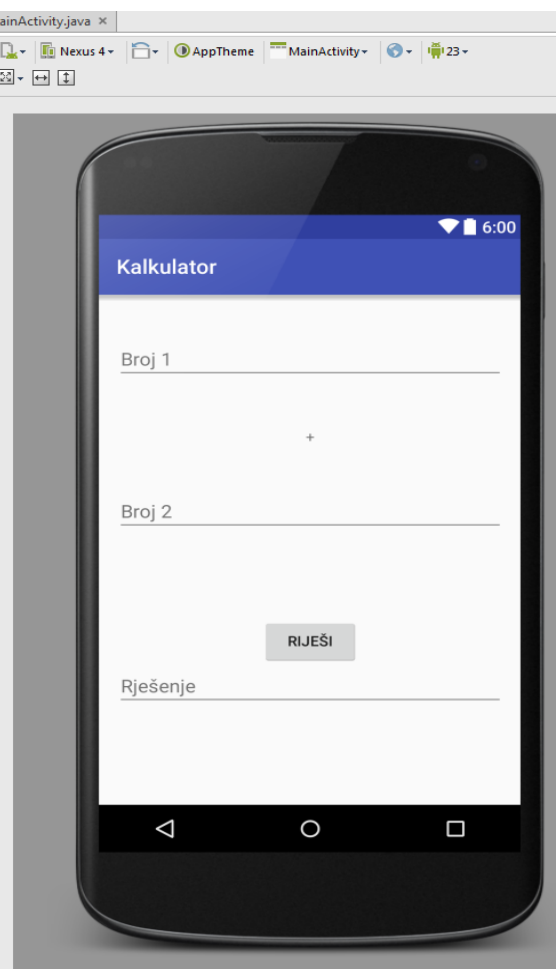 ainActivity.java ×
Nexus 4 AppTheme MainActivity 23
6:00
Kalkulator
Broj 1
+
Broj 2
RIJEŠI
Rješenje